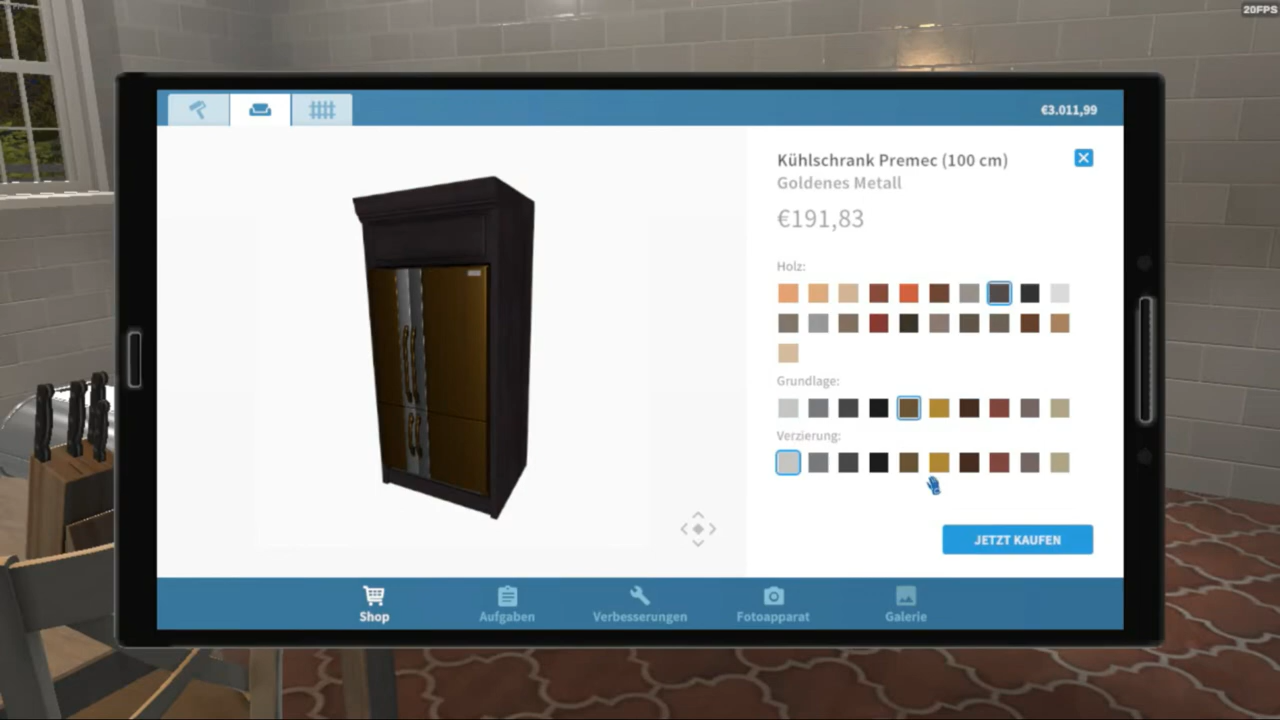 20FPS
€3.011,99
Kühlschrank Premec (100 cm)
Goldenes Metall
€191,83
Holz:
Grundlage:
Verzierung:
JETZT KAUFEN
Shop
Aufgaben
Verbesserungen
Fotoapparat
Galerie